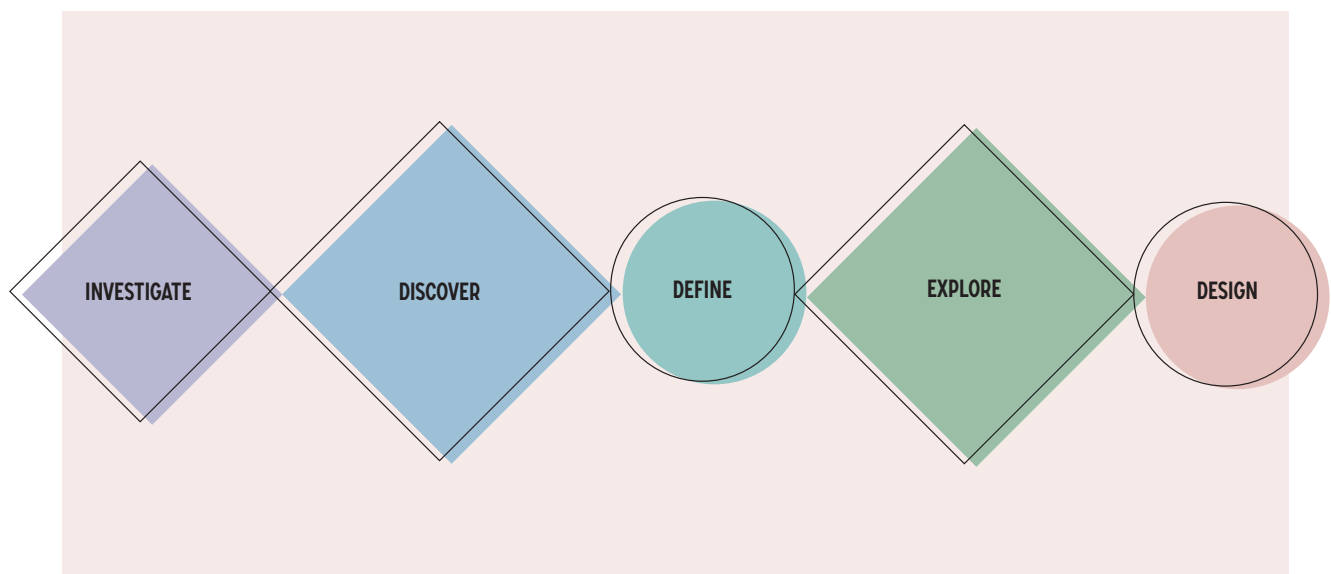 INVESTIGATE
DISCOVER
DEFINE
EXPLORE
DESIGN